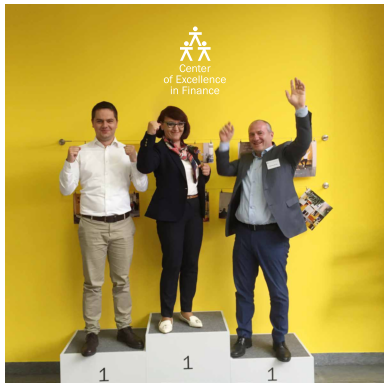 Center
of Excellence
in Finance
1
1
1